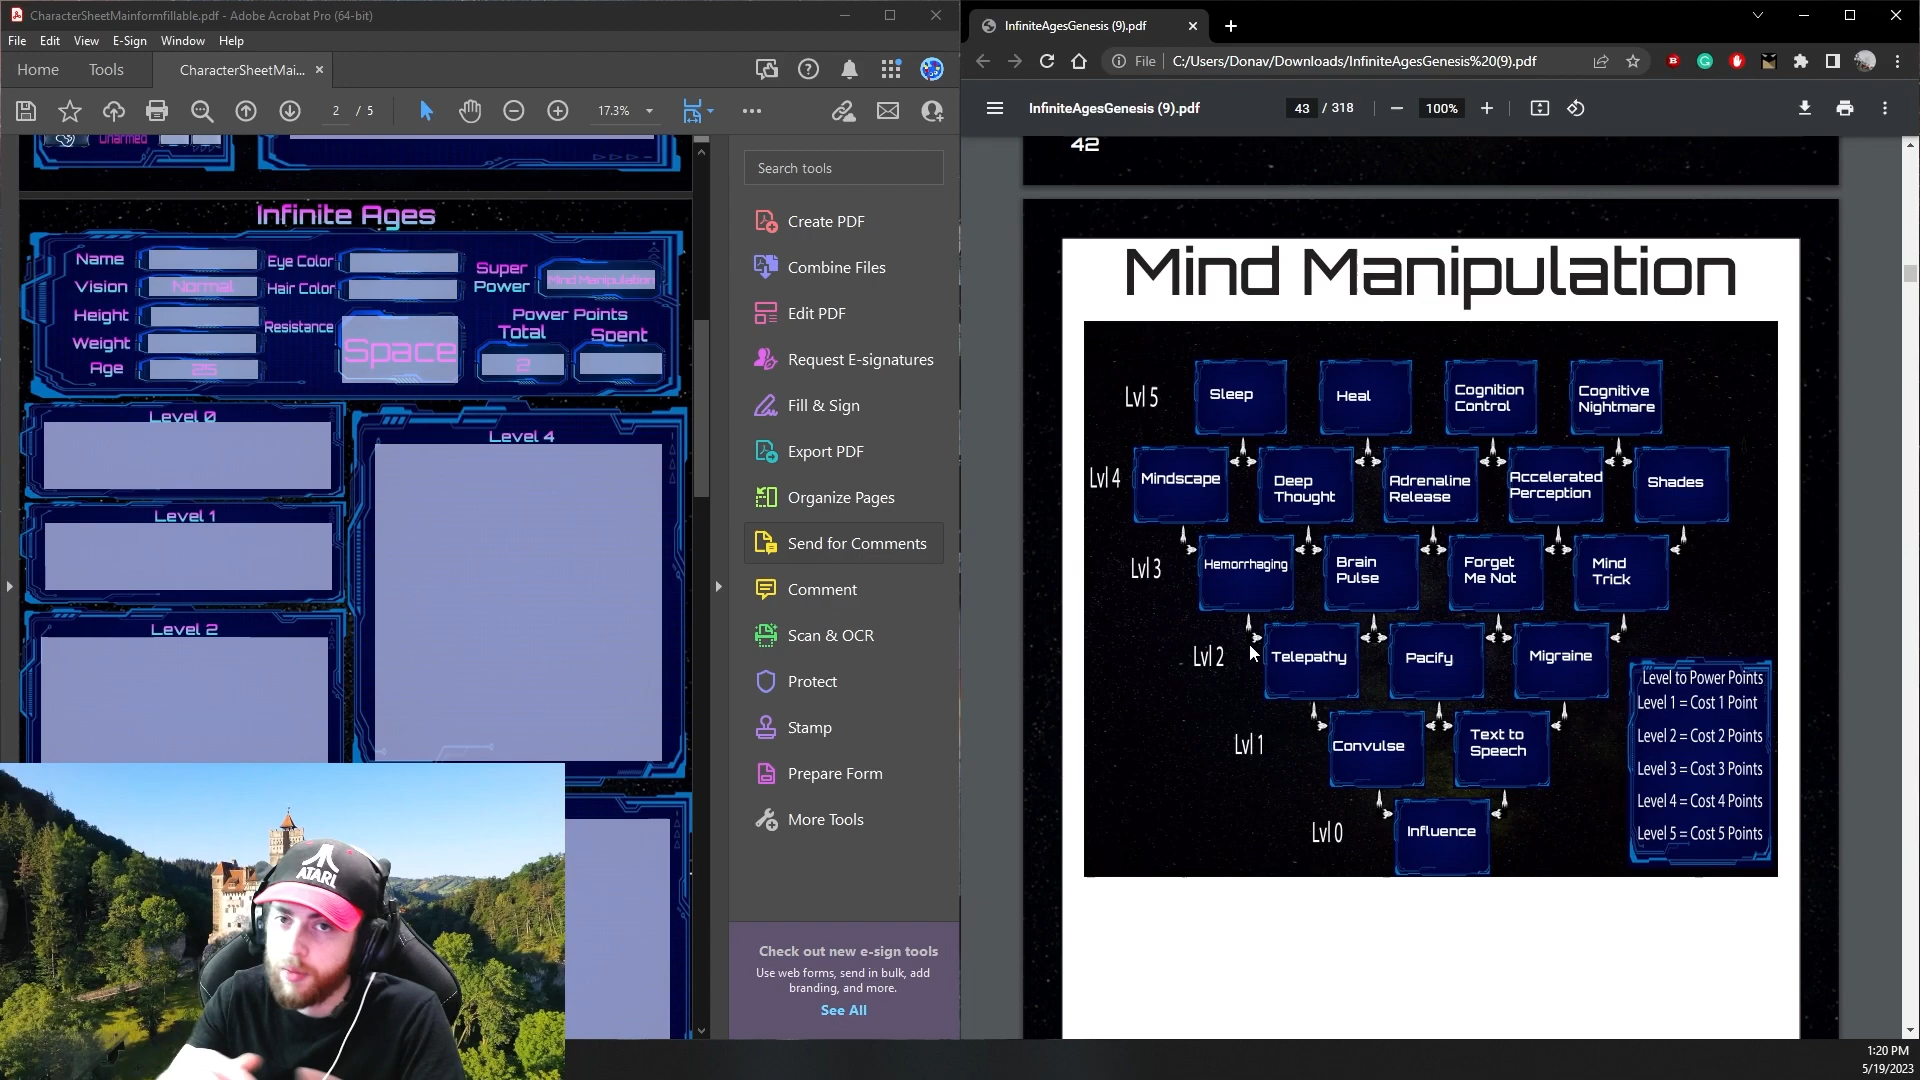 CharacterSheetMainformfillable.pdf - Adobe Acrobat Pro (64-bit)
File Edit View E-Sign Window Help
Home Tools CharacterSheetMai...
2 / 5 17.3%
Unarmed
Infinite Ages
Name
Vision Normal
Height
Weight
Age 25
Eye Color
Hair Color
Resistance Space
Super Power Mind Manipulation
Power Points
Total Spent
2
Level 0
Level 1
Level 2
Level 4
Search tools
Create PDF
Combine Files
Edit PDF
Request E-signatures
Fill & Sign
Export PDF
Organize Pages
Send for Comments
Comment
Scan & OCR
Protect
Stamp
Prepare Form
More Tools
Check out new e-sign tools
Use web forms, send in bulk, add
branding, and more.
See All
ATARI
InfiniteAgesGenesis (9).pdf
File C:/Users/Donav/Downloads/InfiniteAgesGenesis%20(9).pdf
InfiniteAgesGenesis (9).pdf 43 / 318 100%
42
Mind Manipulation
Lvl 5
Sleep
Heal
Cognition Control
Cognitive Nightmare
Lvl 4
Mindscape
Deep Thought
Adrenaline Release
Accelerated Perception
Shades
Lvl 3
Hemorrhaging
Brain Pulse
Forget Me Not
Mind Trick
Lvl 2
Telepathy
Pacify
Migraine
Lvl 1
Convulse
Text to Speech
Lvl 0
Influence
Level to Power Points
Level 1 = Cost 1 Point
Level 2 = Cost 2 Points
Level 3 = Cost 3 Points
Level 4 = Cost 4 Points
Level 5 = Cost 5 Points
1:20 PM
5/19/2023